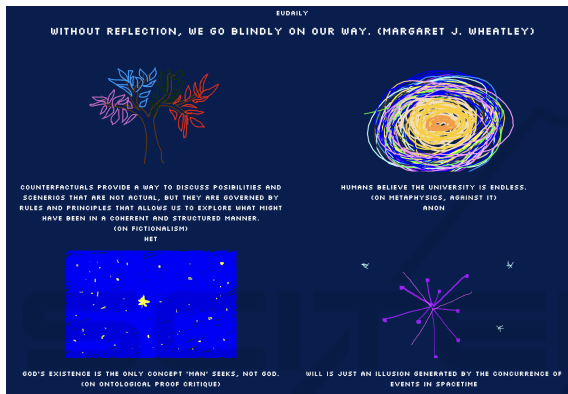 EUDAILY
WITHOUT REFLECTION, WE GO BLINDLY ON OUR WAY. (MARGARET J. WHEATLEY)
COUNTERFACTUALS PROVIDE A WAY TO DISCUSS POSIBILITIES AND
SCENERIOS THAT ARE NOT ACTUAL, BUT THEY ARE GOVERNED BY
RULES AND PRINCIPLES THAT ALLOWS US TO EXPLORE WHAT MIGHT
HAVE BEEN IN A COHERENT AND STRUCTURED MANNER.
(ON FICTIONALISM)
HET
HUMANS BELIEVE THE UNIVERSITY IS ENDLESS.
(ON METAPHYSICS, AGAINST IT)
ANON
GOD'S EXISTENCE IS THE ONLY CONCEPT 'MAN' SEEKS, NOT GOD.
(ON ONTOLOGICAL PROOF CRITIQUE)
WILL IS JUST AN ILLUSION GENERATED BY THE CONCURRENCE OF
EVENTS IN SPACETIME